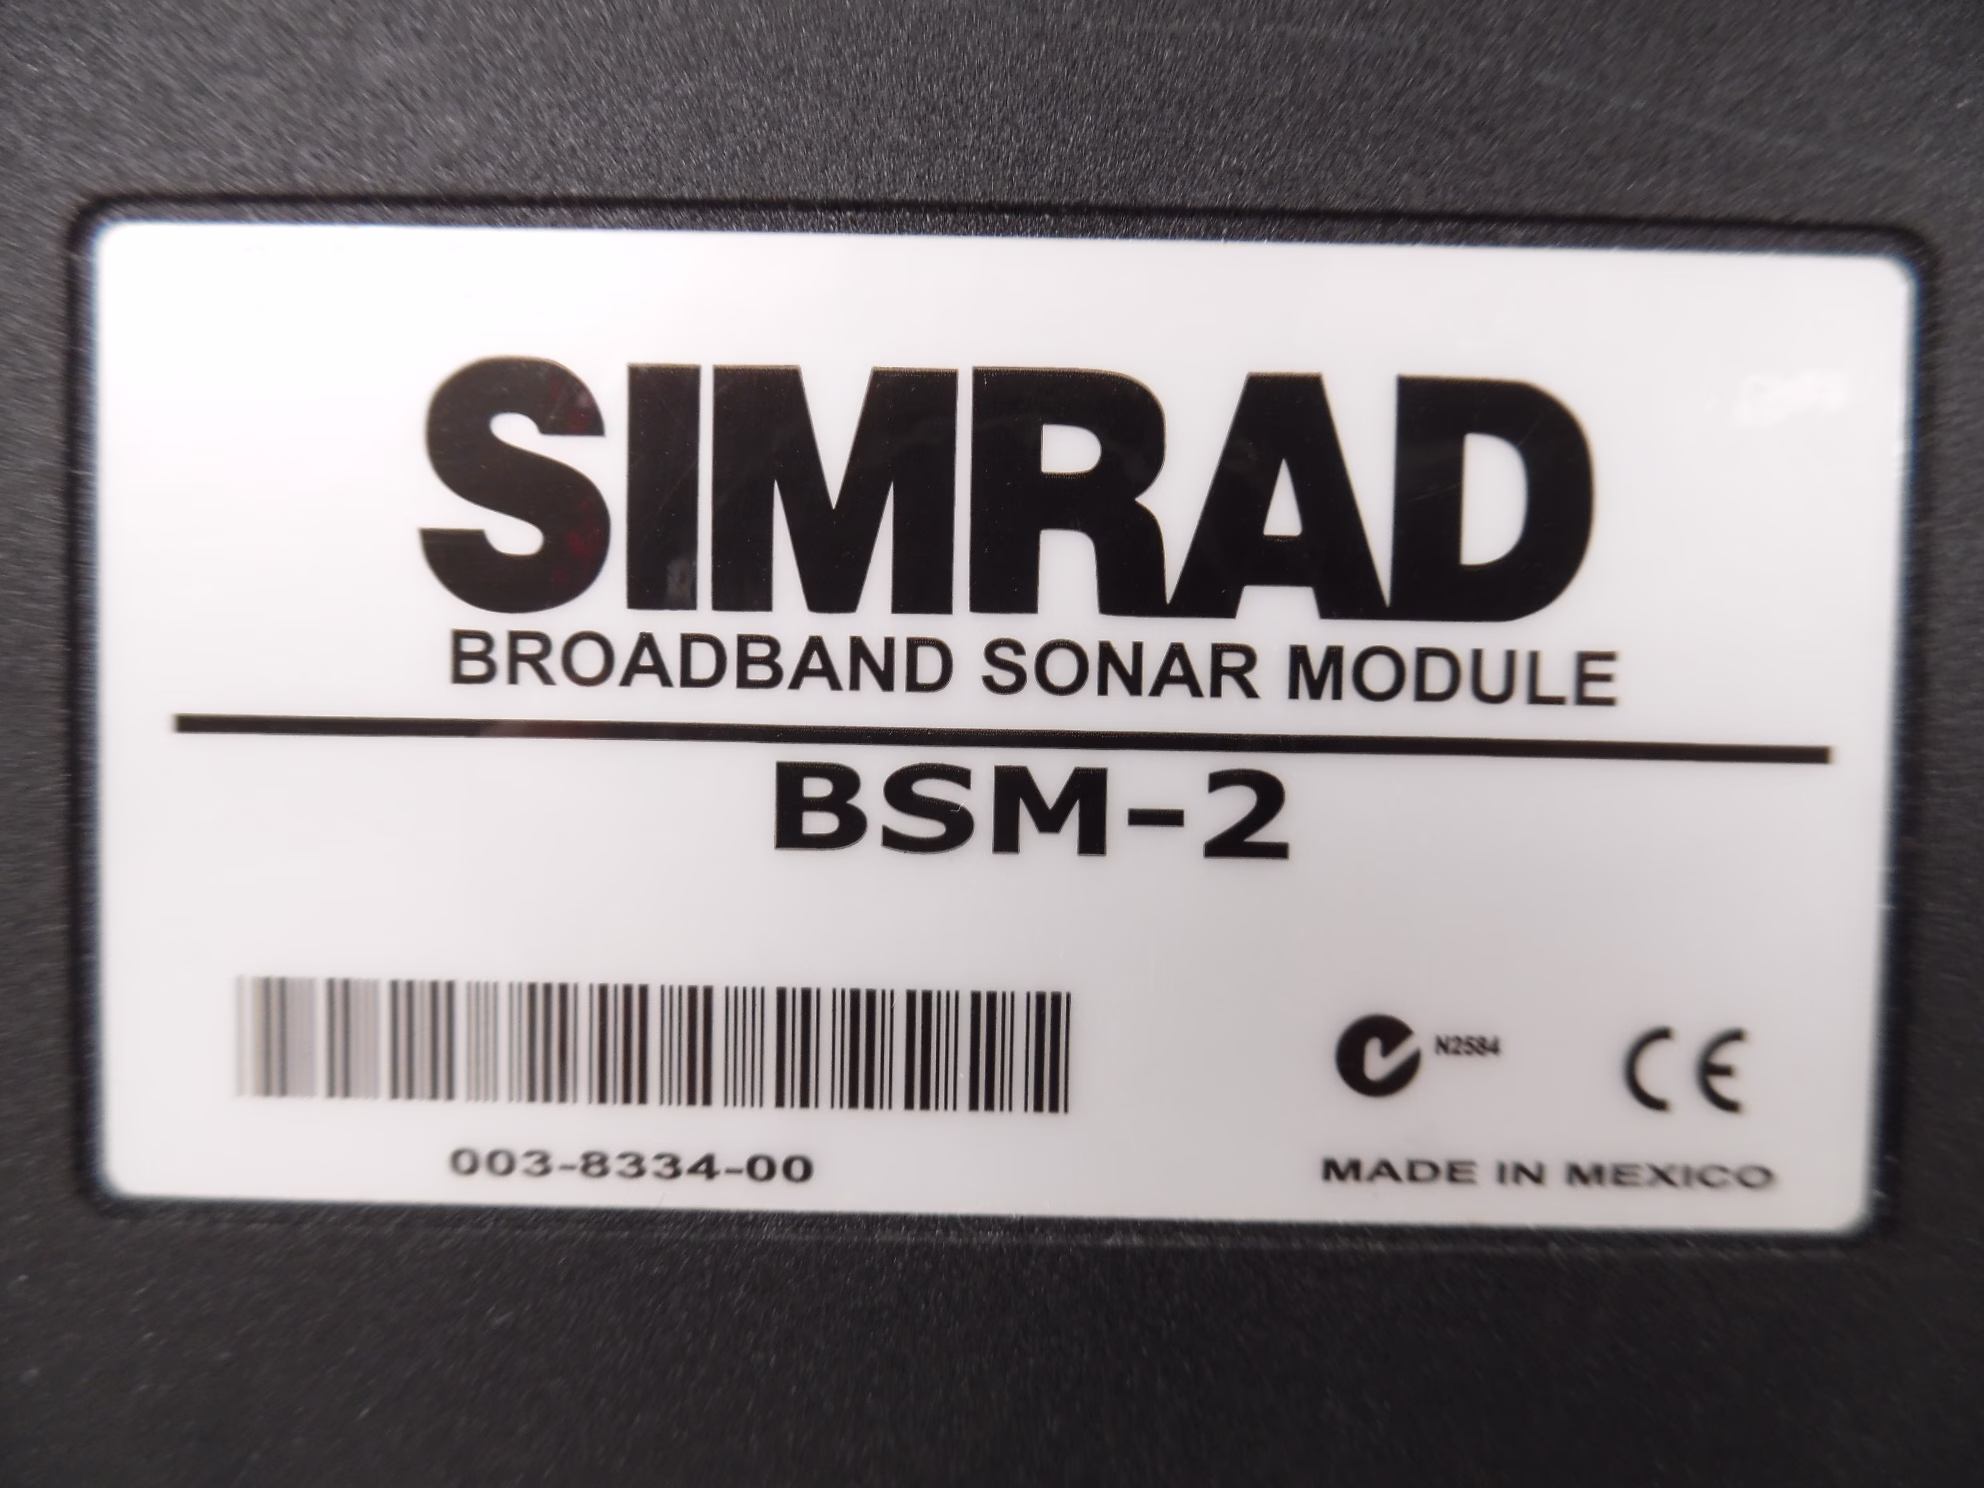 SIMRAD
BROADBAND SONAR MODULE
BSM-2
N2584
CE
003-8334-00
MADE IN MEXICO